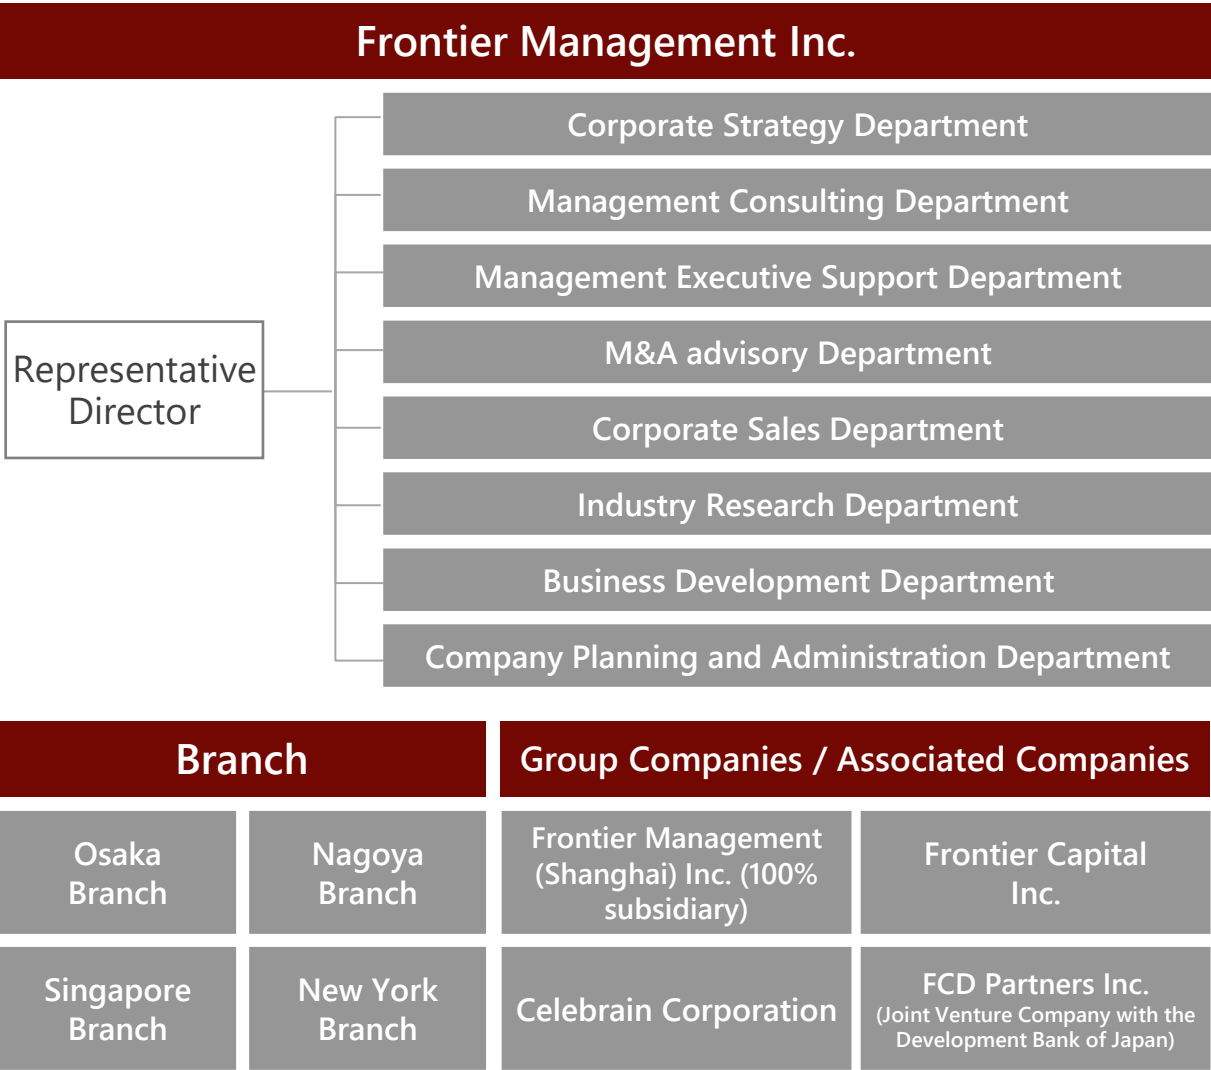 Frontier Management Inc.
Corporate Strategy Department
Management Consulting Department
Management Executive Support Department
M&A advisory Department
Representative
Director
Corporate Sales Department
Industry Research Department
Business Development Department
Company Planning and Administration Department
Branch
Osaka
Branch
Nagoya
Branch
Singapore
Branch
New York
Branch
Group Companies / Associated Companies
Frontier Management
(Shanghai) Inc. (100%
subsidiary)
Frontier Capital
Inc.
Celebrain Corporation
FCD Partners Inc.
(Joint Venture Company with the
Development Bank of Japan)